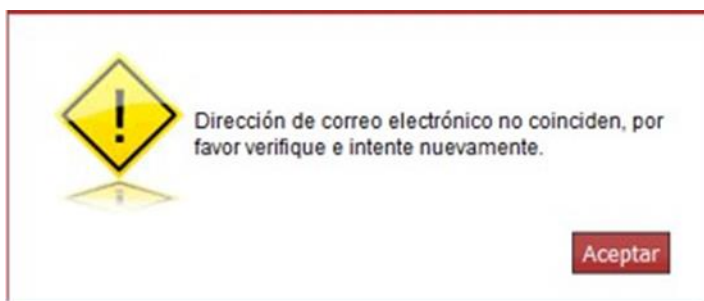 Dirección de correo electrónico no coinciden, por
favor verifique e intente nuevamente.
Aceptar